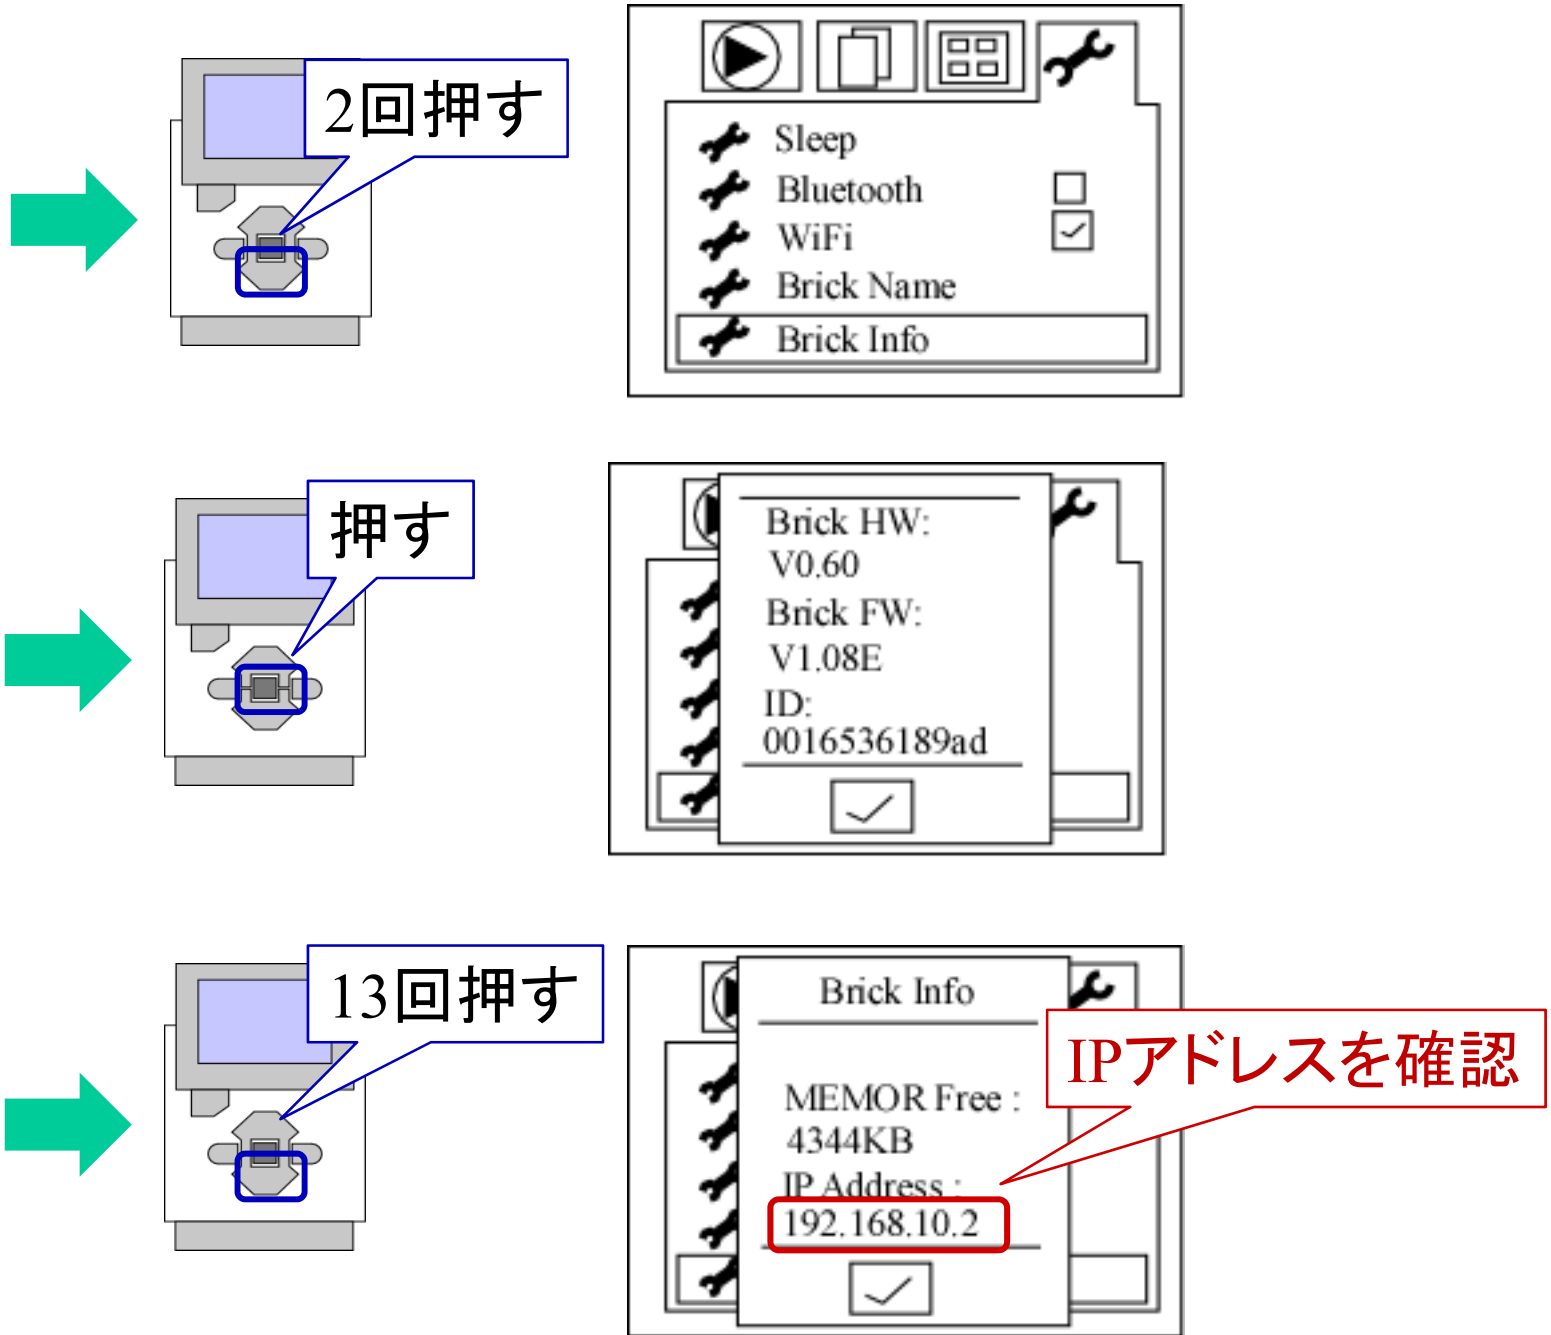 2回押す
Sleep
Bluetooth
WiFi
Brick Name
Brick Info
押す
Brick HW:
V0.60
Brick FW:
V1.08E
ID:
0016536189ad
13回押す
Brick Info
MEMOR Free :
4344KB
IP Address :
192.168.10.2
IPアドレスを確認